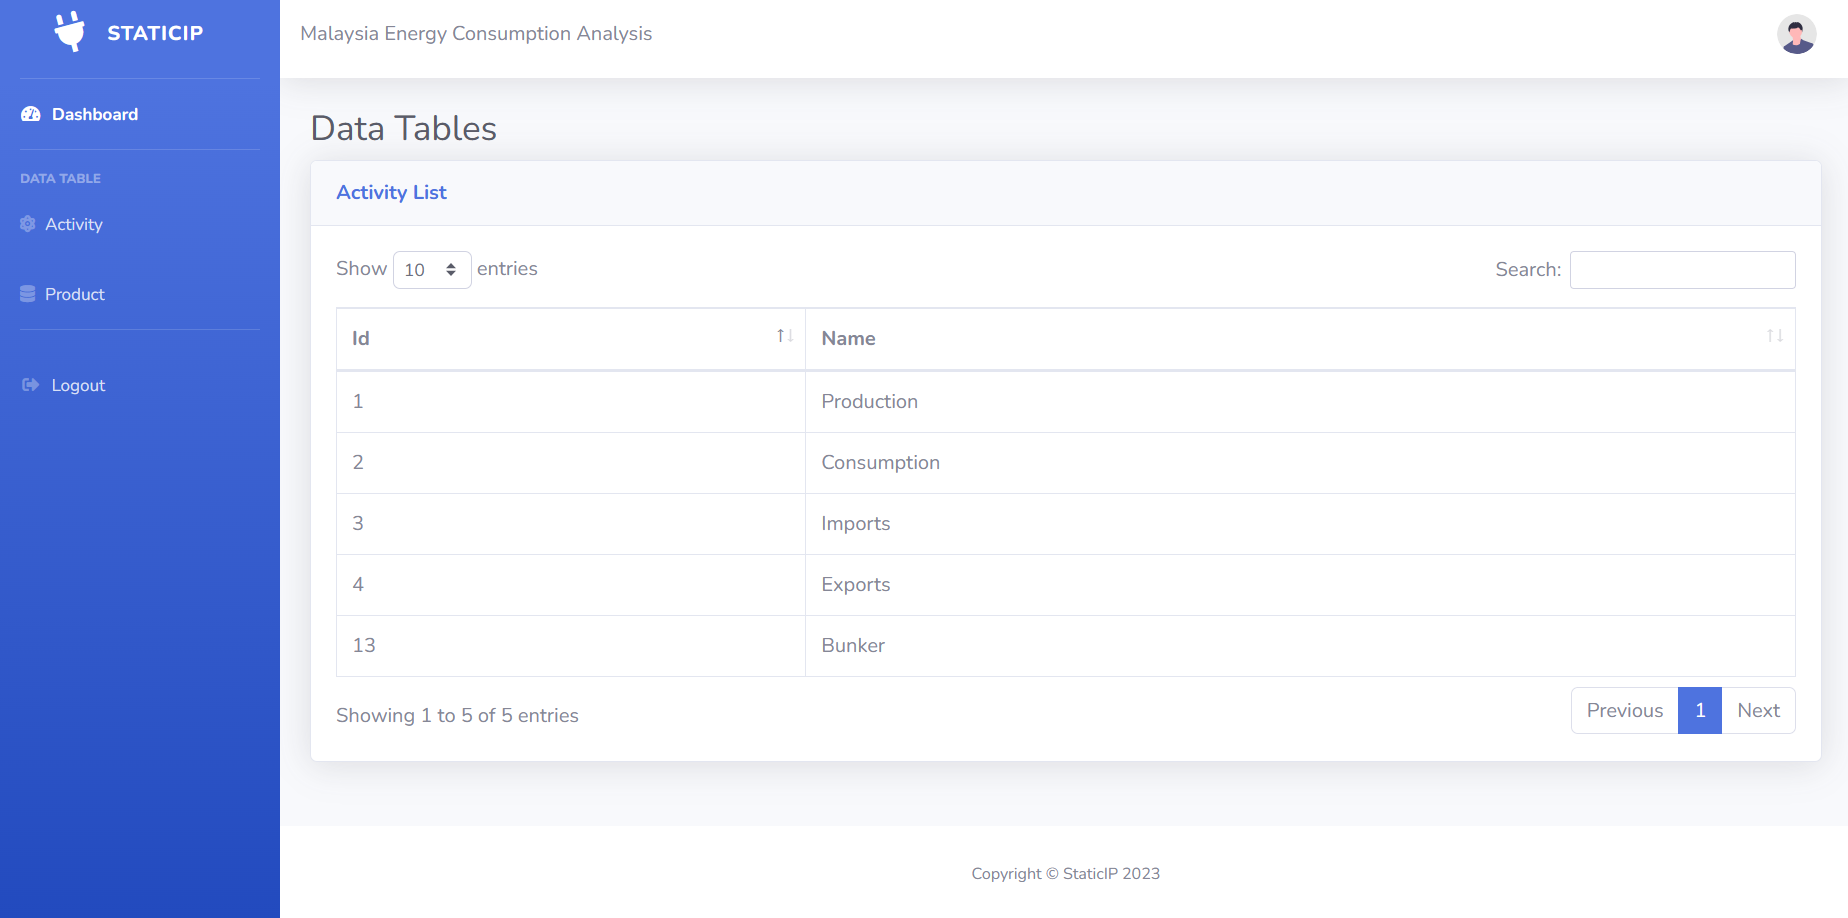 STATICIP
Malaysia Energy Consumption Analysis
Dashboard
DATA TABLE
Activity
Product
Logout
Data Tables
Activity List
Show 10 entries
Search:
Id Name
1 Production
2 Consumption
3 Imports
4 Exports
13 Bunker
Showing 1 to 5 of 5 entries
Previous 1 Next
Copyright © StaticIP 2023